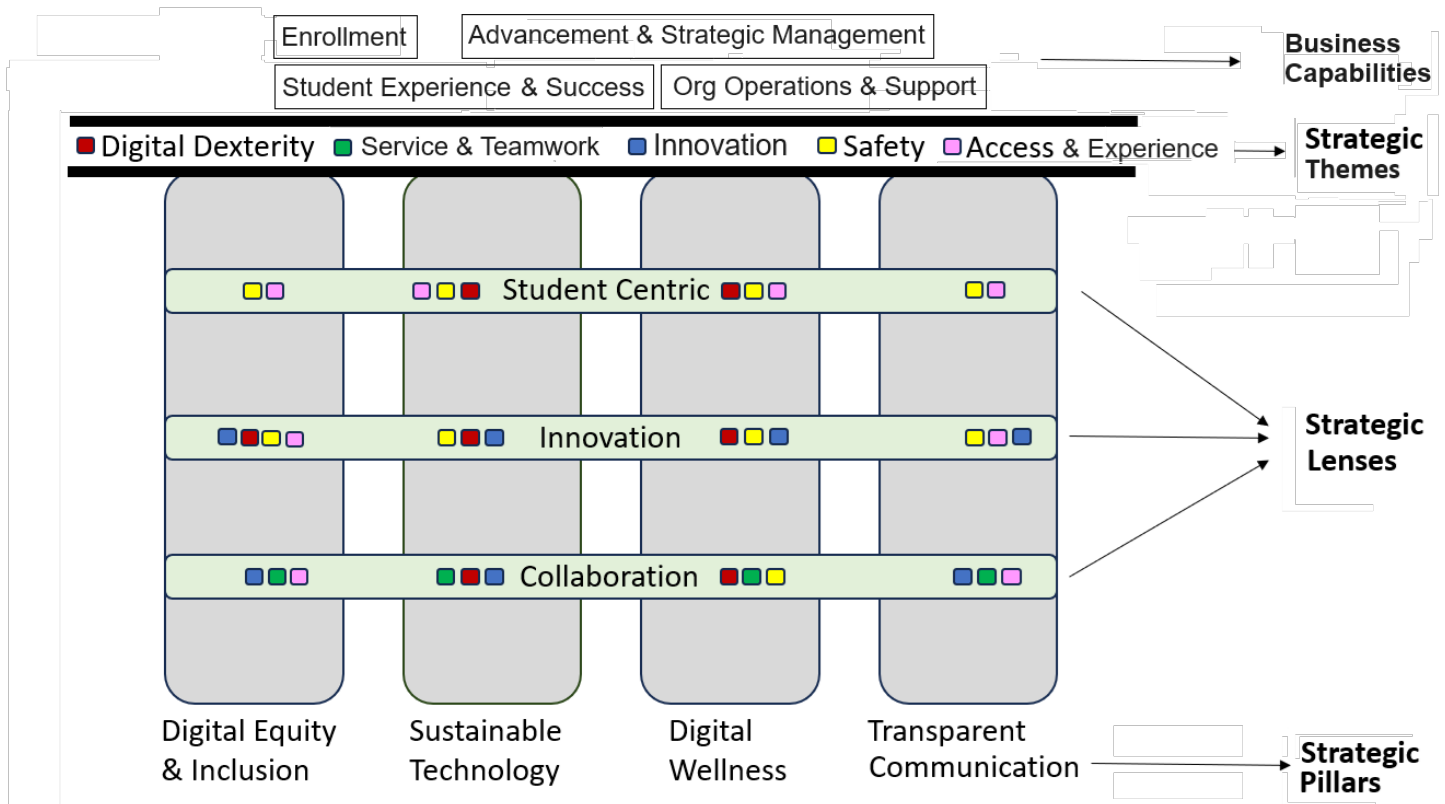 Enrollment
Advancement & Strategic Management
Business
Capabilities
Student Experience & Success
Org Operations & Support
Digital Dexterity
Service & Teamwork
Innovation
Safety
Access & Experience
Strategic
Themes
Student Centric
Innovation
Strategic
Lenses
Collaboration
Digital Equity
& Inclusion
Sustainable
Technology
Digital
Wellness
Transparent
Communication
Strategic
Pillars